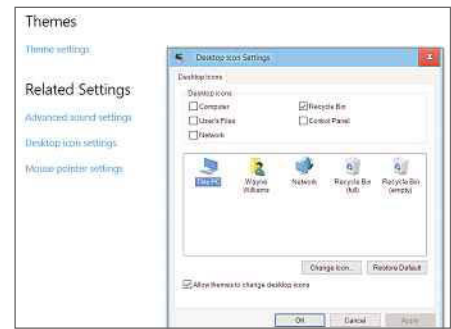 Themes
Theme settings
Related Settings
Advanced sound settings
Desktop icon settings
Mouse pointer settings
Desktop Icon Settings
Desktop Icons
Desktop icons
Computer
Recycle Bin
User's Files
Control Panel
Network
This PC
Wayne Williams
Network
Recycle Bin (full)
Recycle Bin (empty)
Change Icon...
Restore Default
Allow themes to change desktop icons
OK
Cancel
Apply